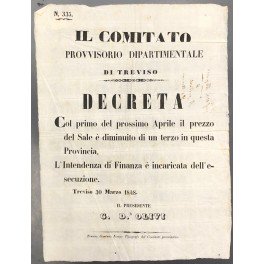 N. 335.
IL COMITATO
PROVVISORIO DIPARTIMENTALE
DI TREVISO
DECRETA
Col primo del prossimo Aprile il prezzo
del Sale è diminuito di un terzo in questa
Provincia.
L'Intendenza di Finanza è incaricata dell'e-
secuzione.
Treviso 30 Marzo 1848.
IL PRESIDENTE
G. D.' OLIVI